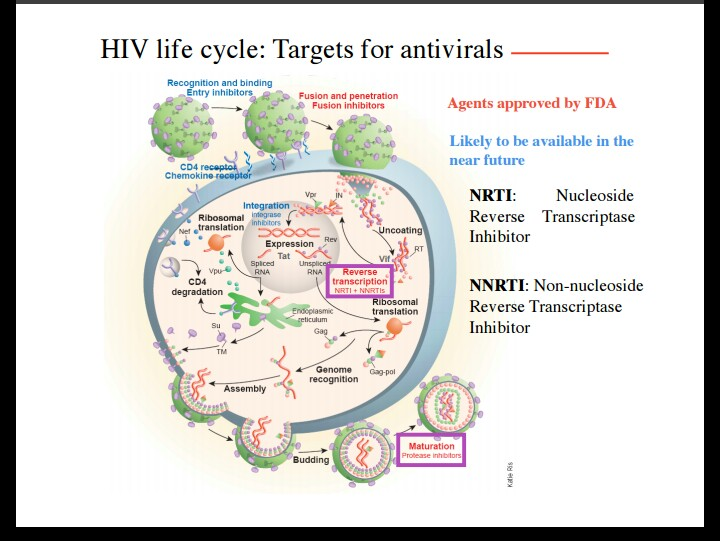 HIV life cycle: Targets for antivirals
Recognition and binding
Entry inhibitors
Fusion and penetration
Fusion inhibitors
CD4 receptor
Chemokine receptor
Agents approved by FDA
Likely to be available in the
near future
NRTI: Nucleoside
Reverse Transcriptase
Inhibitor
NNRTI: Non-nucleoside
Reverse Transcriptase
Inhibitor
Vpr
IN
Integration
Integrase
inhibitors
Ribosomal
translation
Nef
Expression
Rev
Tat
Spliced
RNA
Unspliced
RNA
Uncoating
RT
Vif
Vpu
CD4
degradation
Reverse
transcription
NRTI + NNRTIs
Ribosomal
translation
Endoplasmic
reticulum
Su
TM
Gag
Gag-pol
Genome
recognition
Assembly
Budding
Maturation
Protease inhibitors
Katie Ris